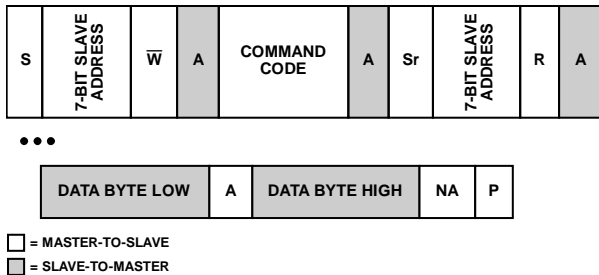 S
7-BIT SLAVE
ADDRESS
W̅
A
COMMAND
CODE
A
Sr
7-BIT SLAVE
ADDRESS
R
A
•••
DATA BYTE LOW
A
DATA BYTE HIGH
NA
P
= MASTER-TO-SLAVE
= SLAVE-TO-MASTER